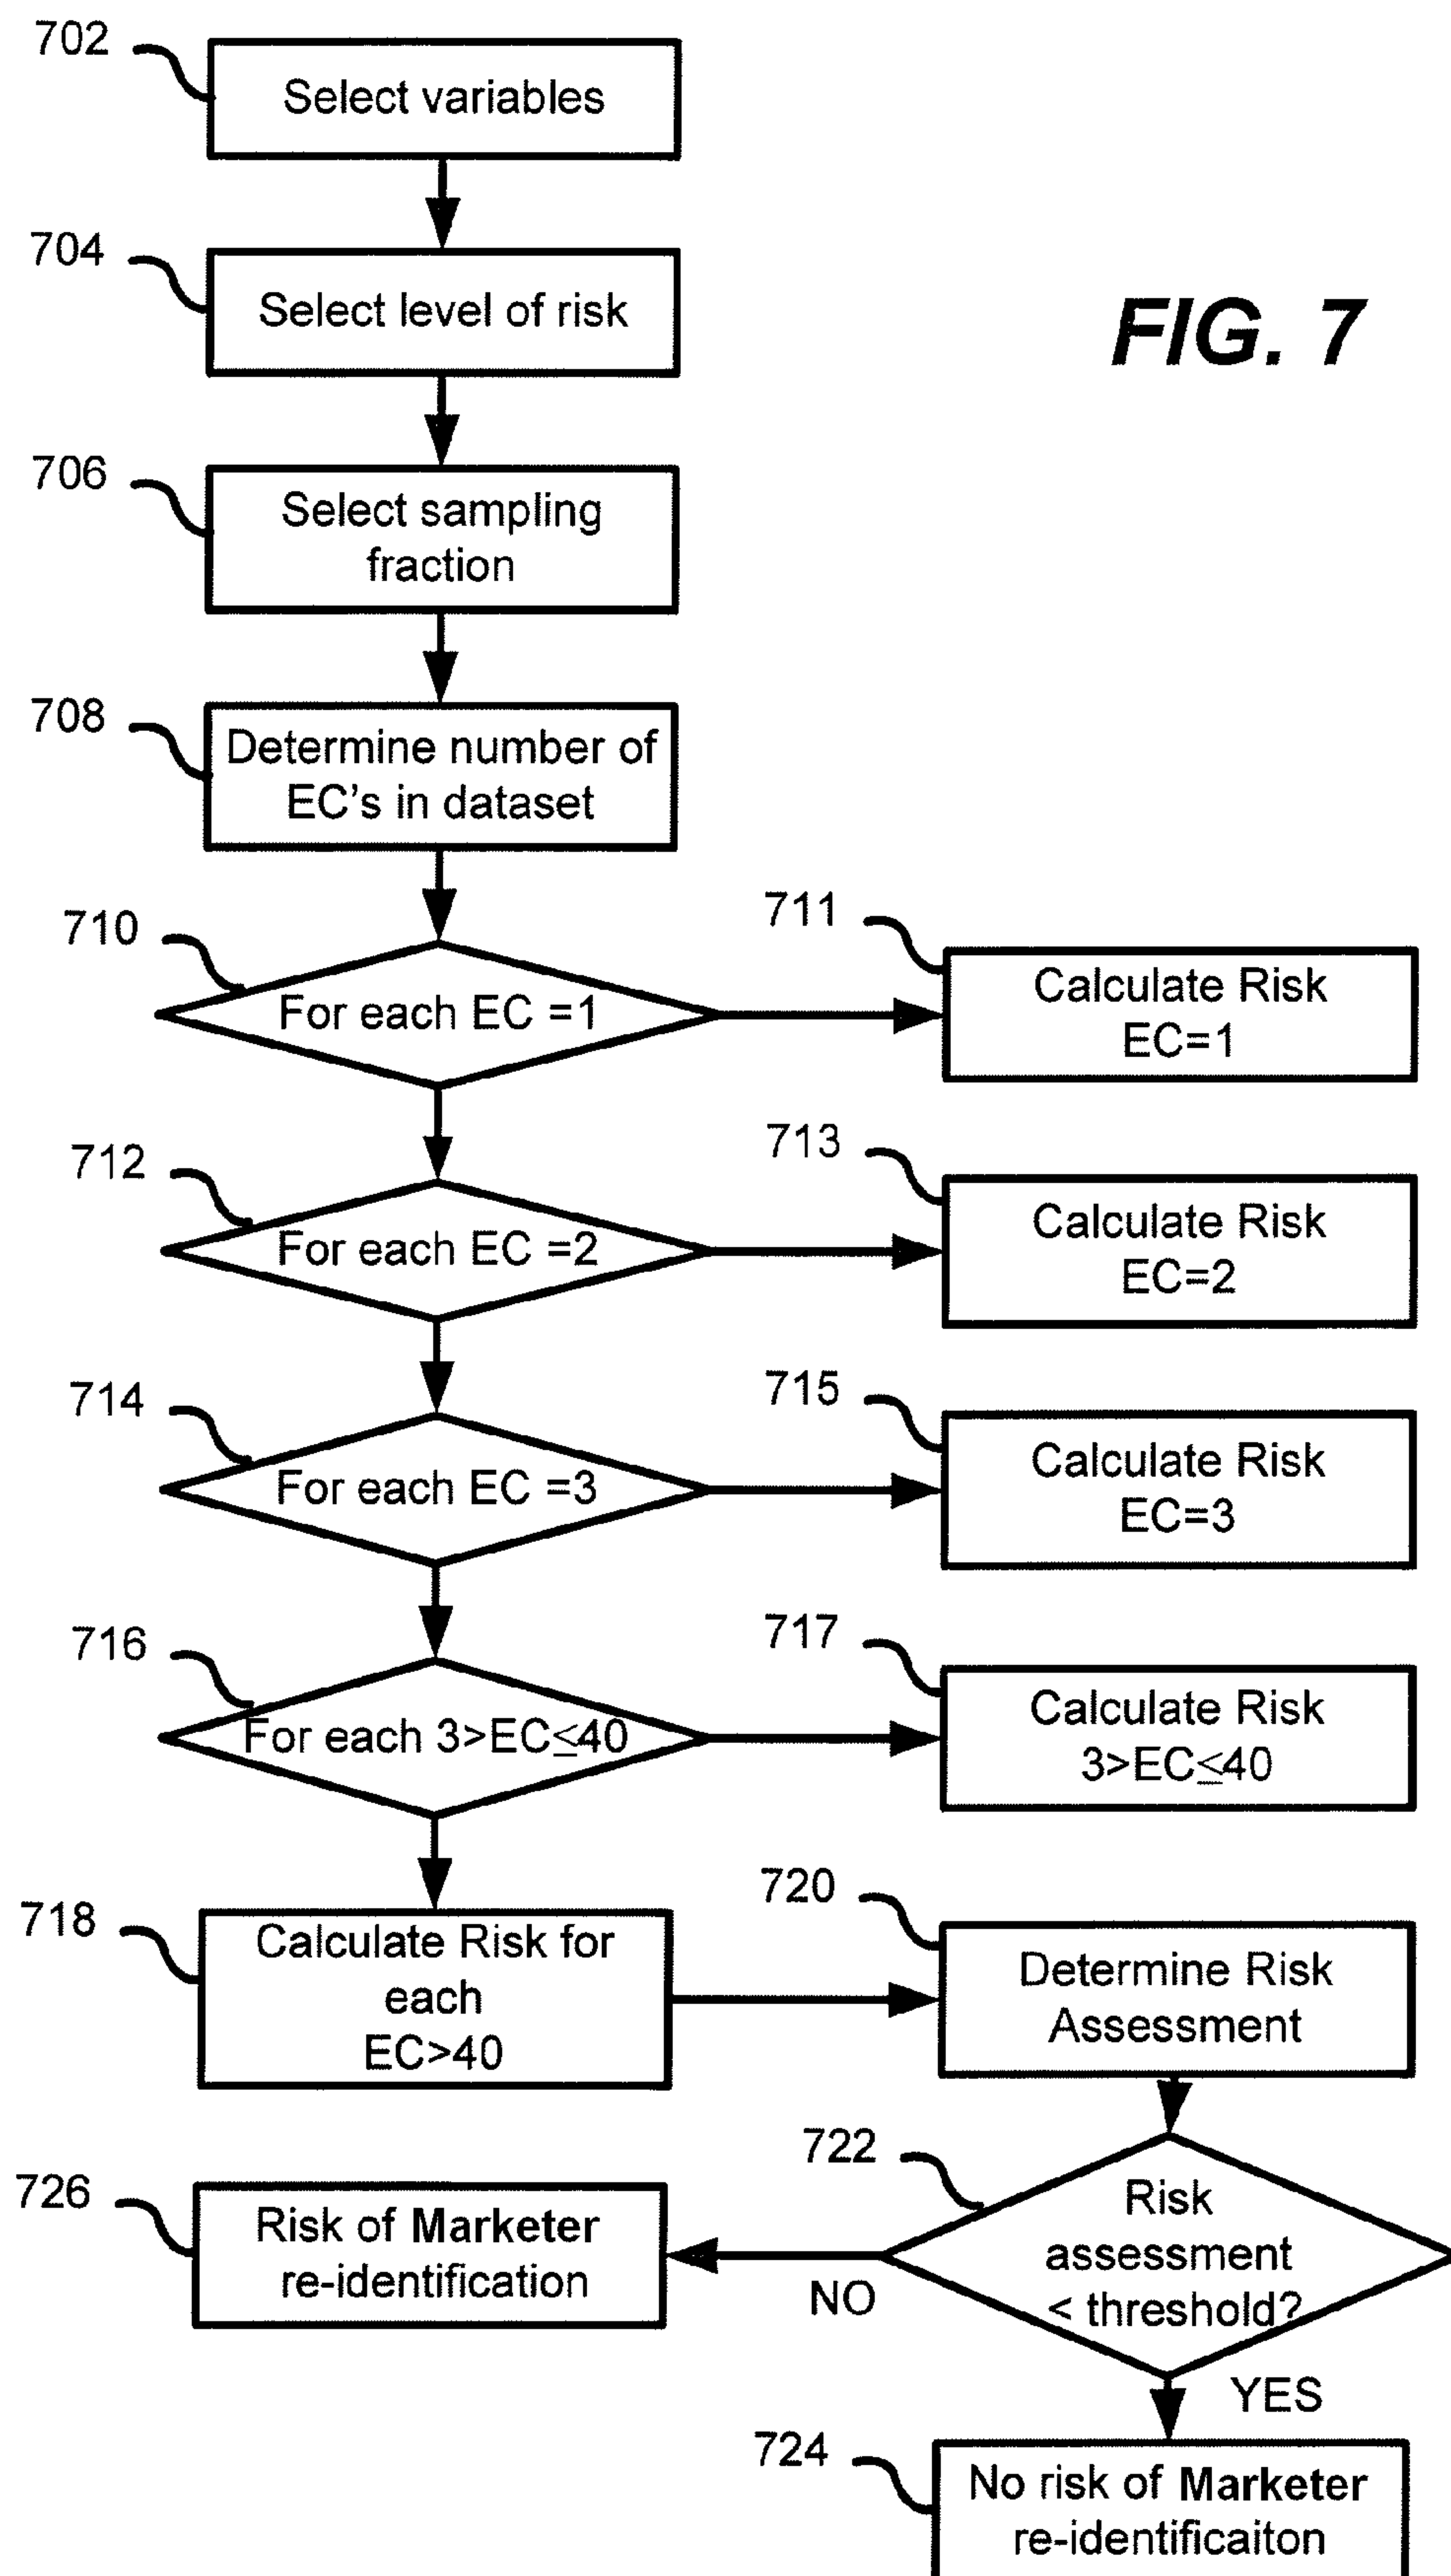 702
Select variables
704
Select level of risk
FIG. 7
706
Select sampling
fraction
708
Determine number of
EC's in dataset
710
For each EC =1
711
Calculate Risk
EC=1
712
For each EC =2
713
Calculate Risk
EC=2
714
For each EC =3
715
Calculate Risk
EC=3
716
For each 3>EC≤40
717
Calculate Risk
3>EC≤40
718
Calculate Risk for
each
EC>40
720
Determine Risk
Assessment
722
Risk
assessment
< threshold?
NO
YES
726
Risk of Marketer
re-identification
724
No risk of Marketer
re-identificaiton